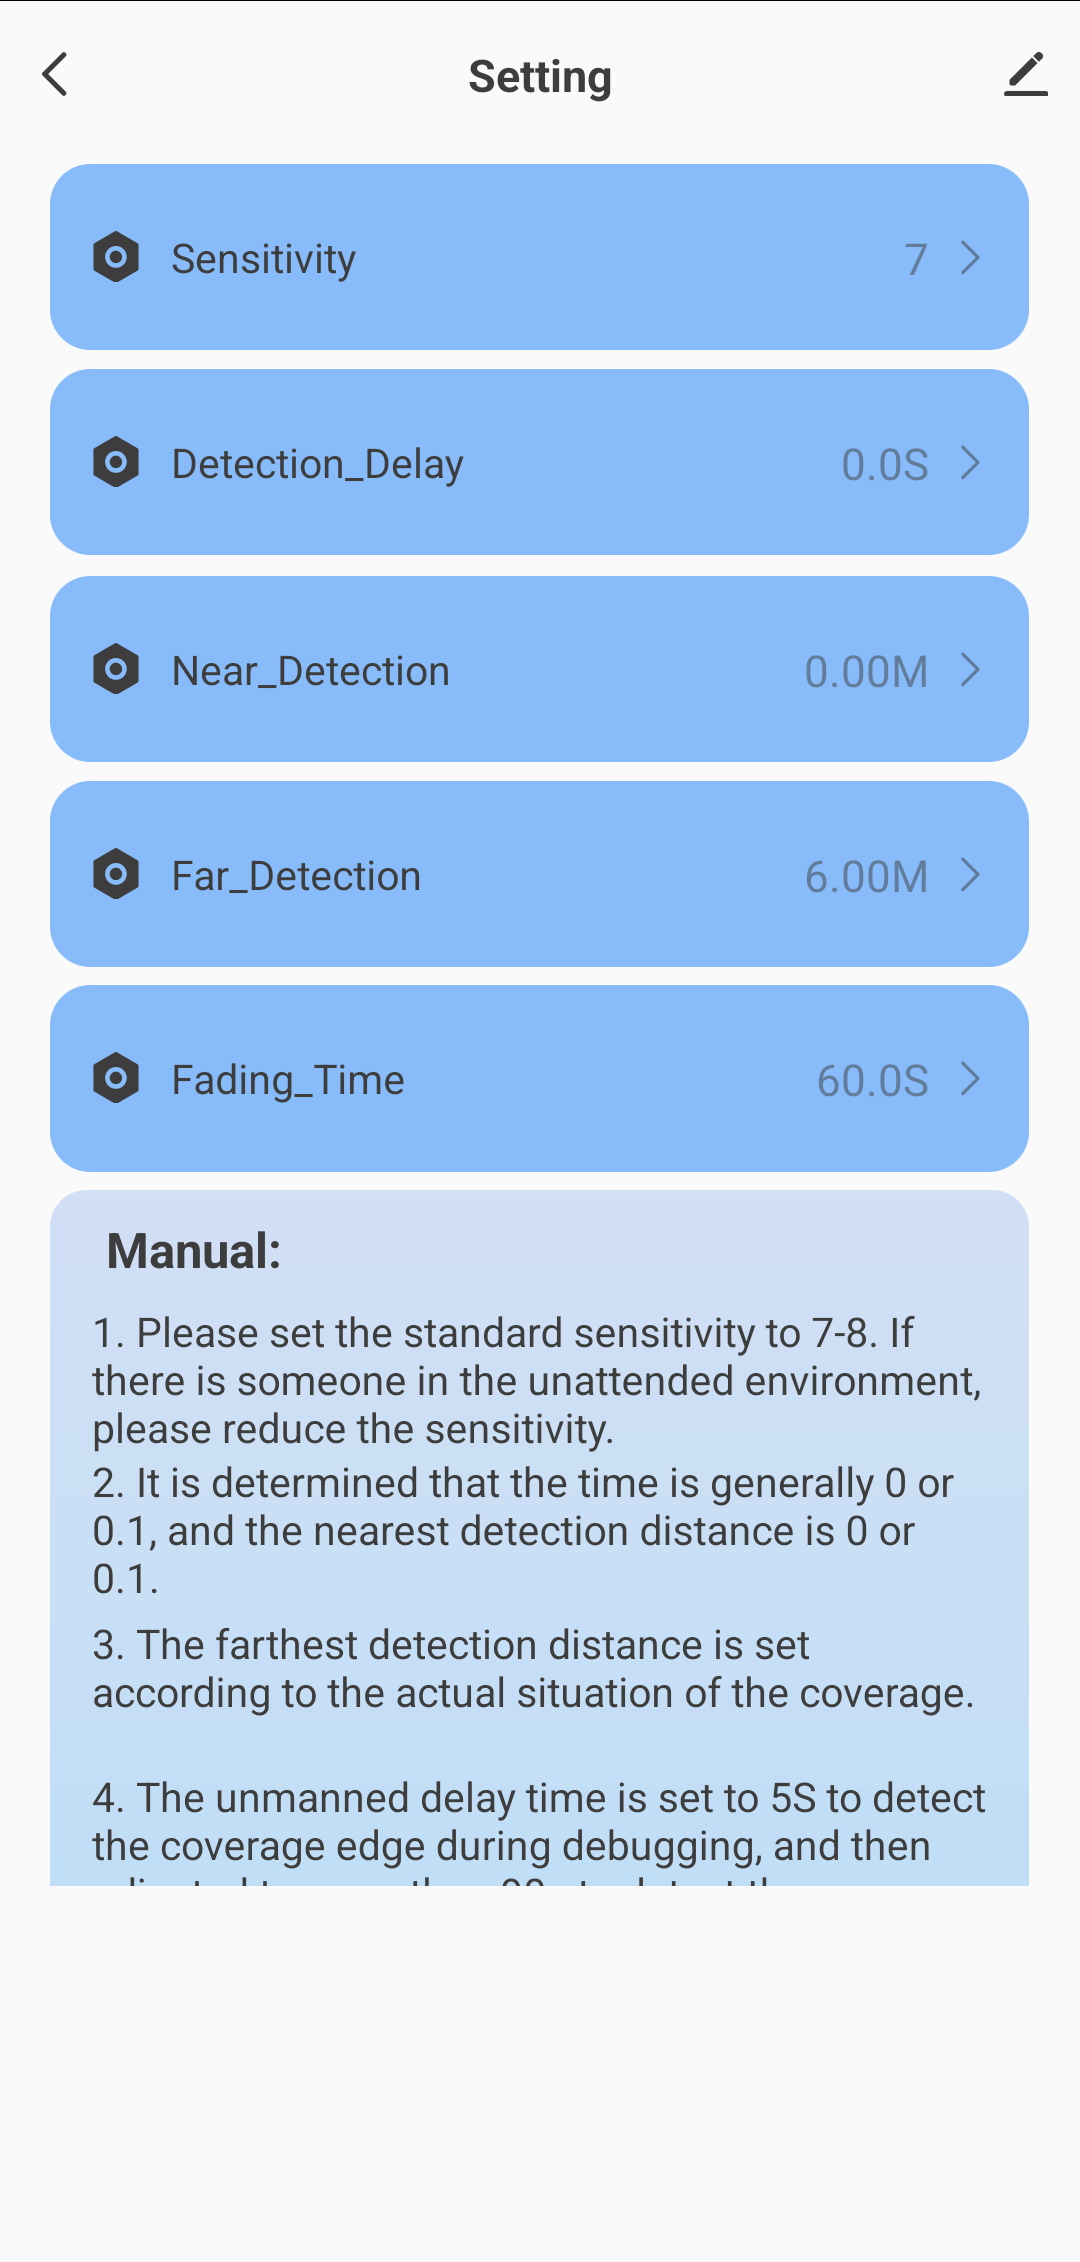 Setting
Sensitivity 7
Detection_Delay 0.0S
Near_Detection 0.00M
Far_Detection 6.00M
Fading_Time 60.0S
Manual:
1. Please set the standard sensitivity to 7-8. If
there is someone in the unattended environment,
please reduce the sensitivity.
2. It is determined that the time is generally 0 or
0.1, and the nearest detection distance is 0 or
0.1.
3. The farthest detection distance is set
according to the actual situation of the coverage.
4. The unmanned delay time is set to 5S to detect
the coverage edge during debugging, and then